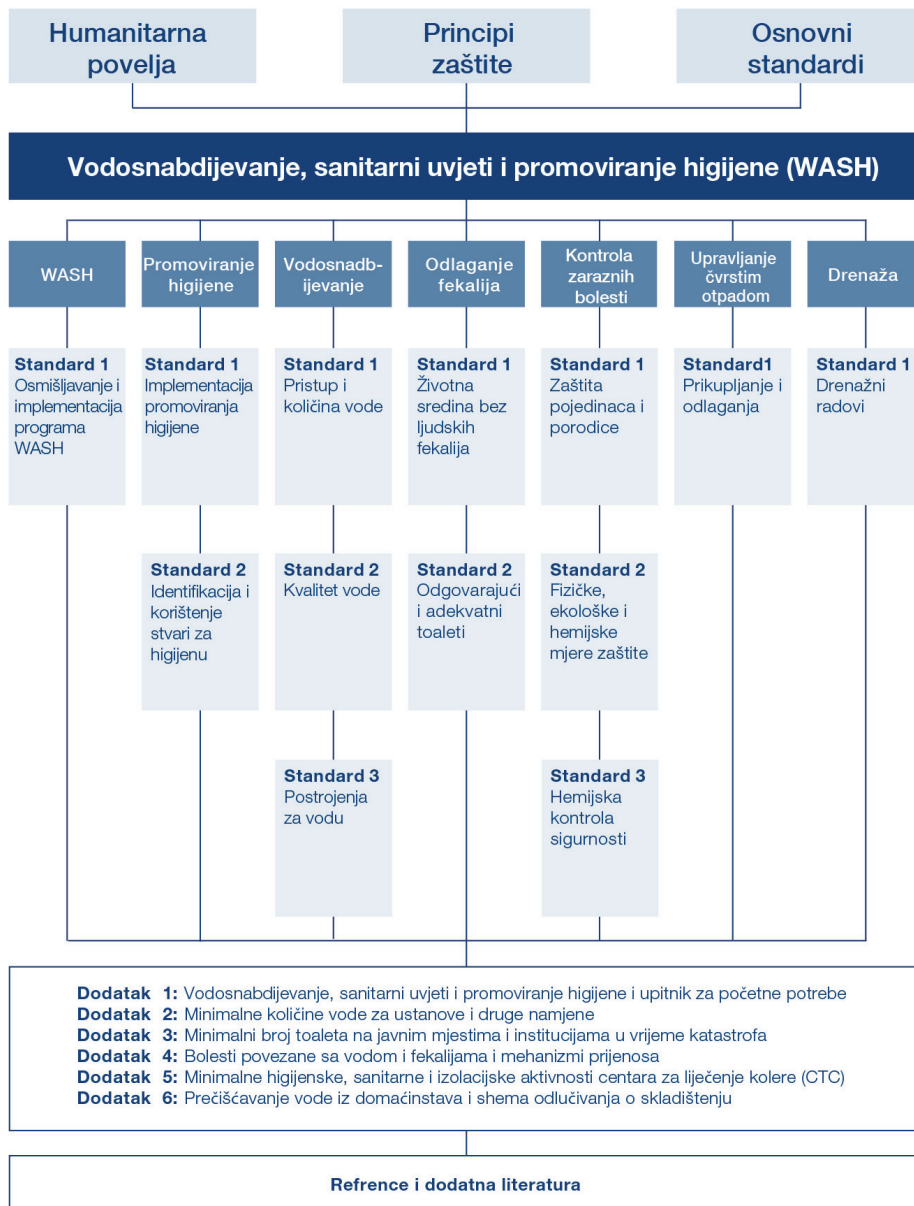 Humanitarna
povelja
Principi
zaštite
Osnovni
standardi
Vodosnabdijevanje, sanitarni uvjeti i promoviranje higijene (WASH)
WASH
Promoviranje
higijene
Vodosnadb-
ijevanje
Odlaganje
fekalija
Kontrola
zaraznih
bolesti
Upravljanje
čvrstim
otpadom
Drenaža
Standard 1
Osmišljavanje i
implementacija
programa
WASH
Standard 1
Implementacija
promoviranja
higijene
Standard 1
Pristup i
količina vode
Standard 1
Životna
sredina bez
ljudskih
fekalija
Standard 1
Zaštita
pojedinaca i
porodice
Standard1
Prikupljanje i
odlaganja
Standard 1
Drenažni
radovi
Standard 2
Identifikacija i
korištenje
stvari za
higijenu
Standard 2
Kvalitet vode
Standard 2
Odgovarajući
i adekvatni
toaleti
Standard 2
Fizičke,
ekološke i
hemijske
mjere zaštite
Standard 3
Postrojenja
za vodu
Standard 3
Hemijska
kontrola
sigurnosti
Dodatak 1: Vodosnabdijevanje, sanitarni uvjeti i promoviranje higijene i upitnik za početne potrebe
Dodatak 2: Minimalne količine vode za ustanove i druge namjene
Dodatak 3: Minimalni broj toaleta na javnim mjestima i institucijama u vrijeme katastrofa
Dodatak 4: Bolesti povezane sa vodom i fekalijama i mehanizmi prijenosa
Dodatak 5: Minimalne higijenske, sanitarne i izolacijske aktivnosti centara za liječenje kolere (CTC)
Dodatak 6: Prečišćavanje vode iz domaćinstava i shema odlučivanja o skladištenju
Refrence i dodatna literatura